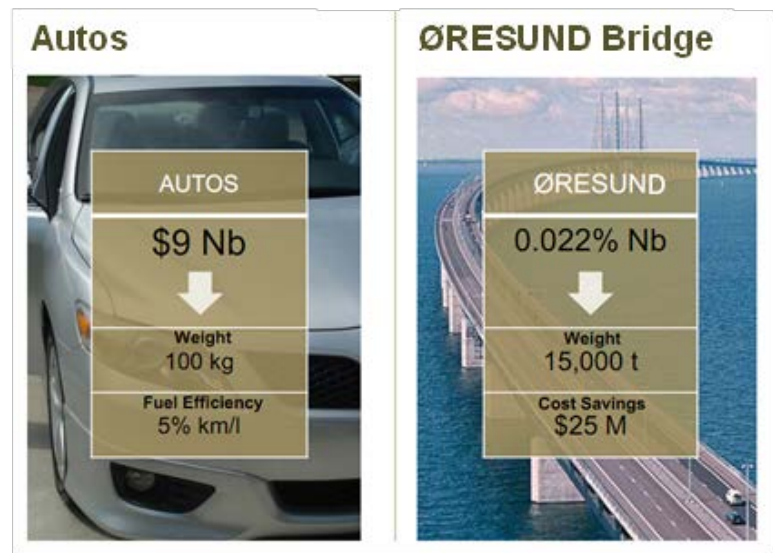 Autos
AUTOS
$9 Nb
Weight
100 kg
Fuel Efficiency
5% km/l
ØRESUND Bridge
ØRESUND
0.022% Nb
Weight
15,000 t
Cost Savings
$25 M